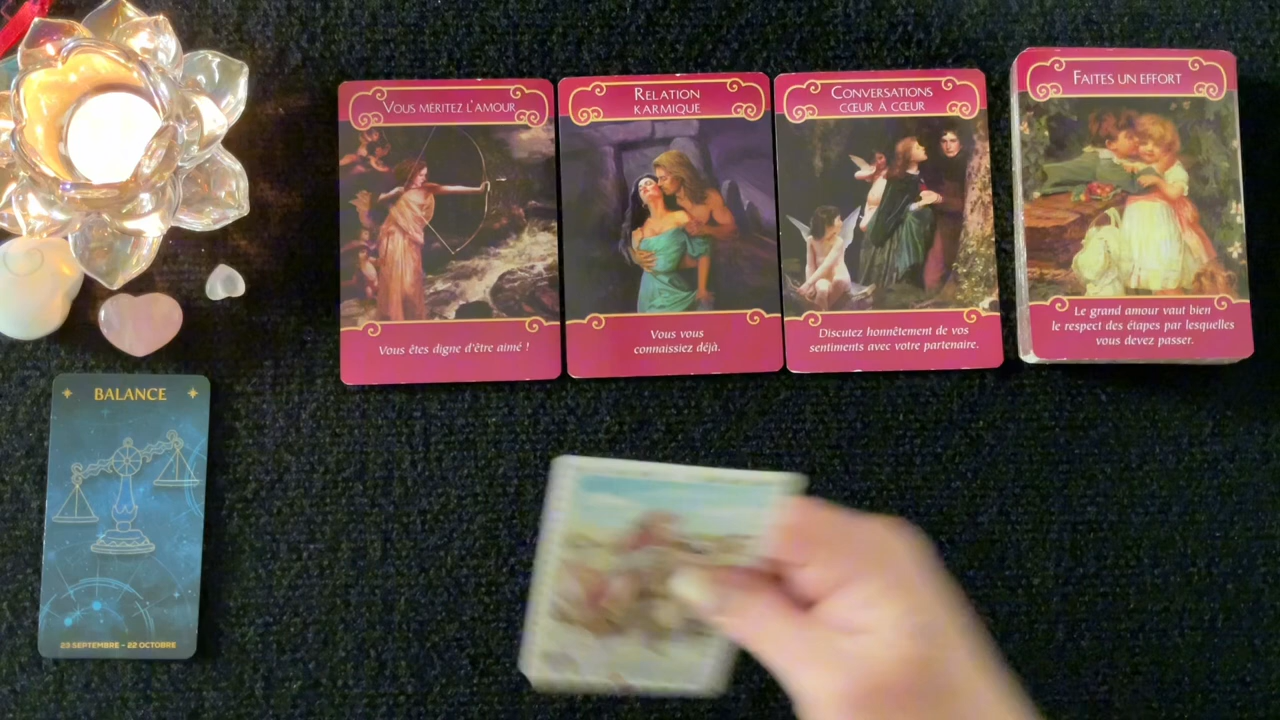 VOUS MÉRITEZ L'AMOUR
Vous êtes digne d'être aimé !
RELATION
KARMIQUE
Vous vous
connaissiez déjà.
CONVERSATIONS
CŒUR À CŒUR
Discutez honnêtement de vos
sentiments avec votre partenaire.
FAITES UN EFFORT
Le grand amour vaut bien
le respect des étapes par lesquelles
vous devez passer.
BALANCE
23 SEPTEMBRE - 22 OCTOBRE